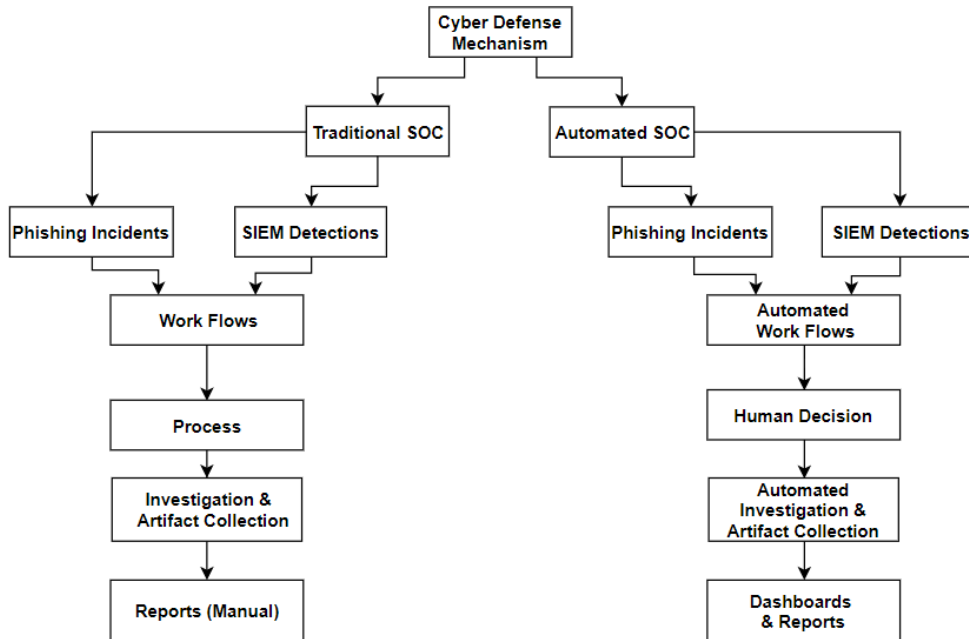 Cyber Defense
Mechanism
Traditional SOC
Automated SOC
Phishing Incidents
SIEM Detections
Phishing Incidents
SIEM Detections
Work Flows
Automated
Work Flows
Process
Human Decision
Investigation &
Artifact Collection
Automated
Investigation &
Artifact Collection
Reports (Manual)
Dashboards
& Reports